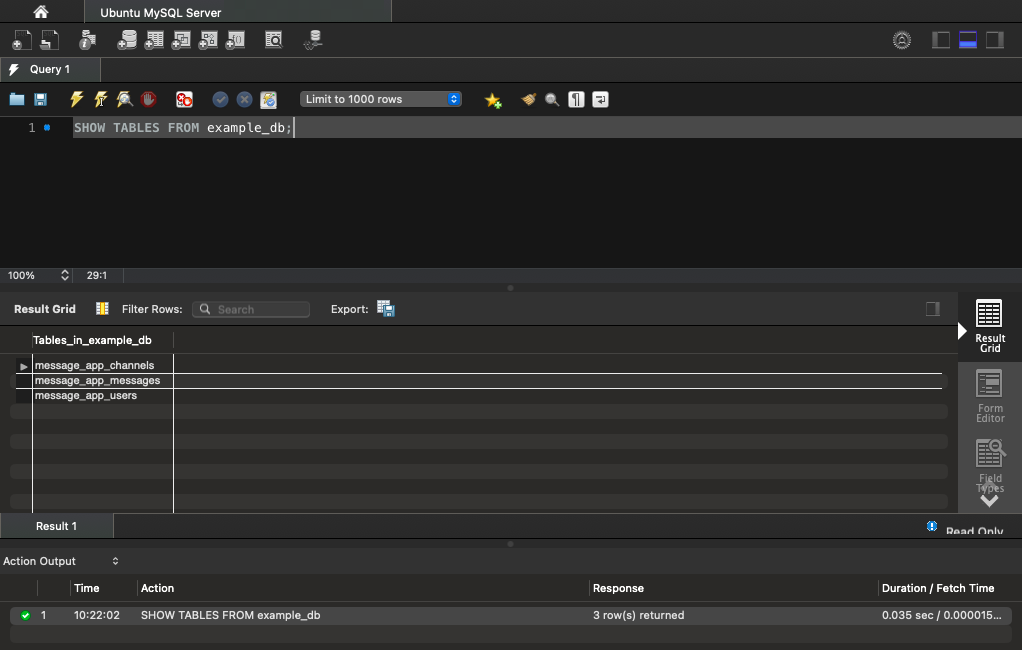 Ubuntu MySQL Server
Query 1
Limit to 1000 rows
1 SHOW TABLES FROM example_db;
100% 29:1
Result Grid Filter Rows: Search Export:
Tables_in_example_db
message_app_channels
message_app_messages
message_app_users
Result
Grid
Form
Editor
Field
Types
Result 1
Read Only
Action Output
Time Action Response Duration / Fetch Time
1 10:22:02 SHOW TABLES FROM example_db 3 row(s) returned 0.035 sec / 0.000015...